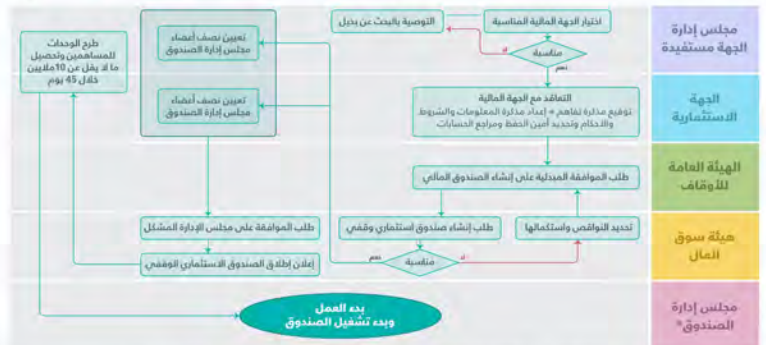 مجلس إدارة
الجهة مستفيدة
اختيار الجهة المالية المناسبة
التوصية بالبحث عن بديل
مناسبة
لا
نعم
تعيين نصف أعضاء
مجلس إدارة الصندوق
طرح الوحدات
للمساهمين وتحصيل
ما لا يقل عن 10ملايين
خلال 45 يوم
الجهة
الاستثمارية
التعاقد مع الجهة المالية
توقيع مذكرة تفاهم + إعداد مذكرة المعلومات والشروط
والأحكام وتحديد أمين الحفظ ومراجع الحسابات
تعيين نصف أعضاء
مجلس إدارة الصندوق
الهيئة العامة
للأوقاف
طلب الموافقة المبدئية على إنشاء الصندوق المالي
هيئة سوق
المال
تحديد النواقص واستكمالها
طلب إنشاء صندوق استثماري وقفي
طلب الموافقة على مجلس الإدارة المشكل
مناسبة
لا
نعم
إعلان إطلاق الصندوق الاستثماري الوقفي
مجلس إدارة
الصندوق*
بدء العمل
وبدء تشغيل الصندوق